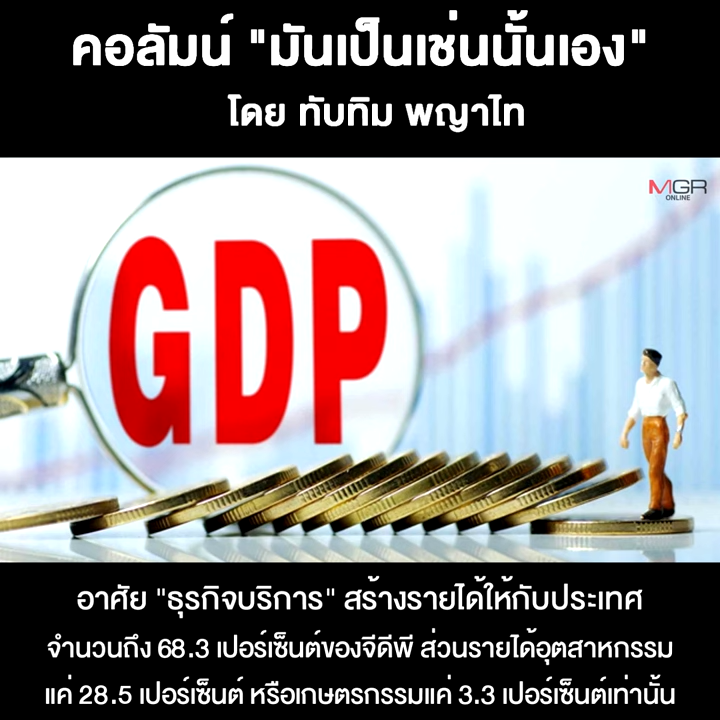 คอลัมน์ "มันเป็นเช่นนั้นเอง"
โดย ทับทิม พญาไท
MGR
ONLINE
GDP
อาศัย "ธุรกิจบริการ" สร้างรายได้ให้กับประเทศ
จำนวนถึง 68.3 เปอร์เซ็นต์ของจีดีพี ส่วนรายได้อุตสาหกรรม
แค่ 28.5 เปอร์เซ็นต์ หรือเกษตรกรรมแค่ 3.3 เปอร์เซ็นต์เท่านั้น